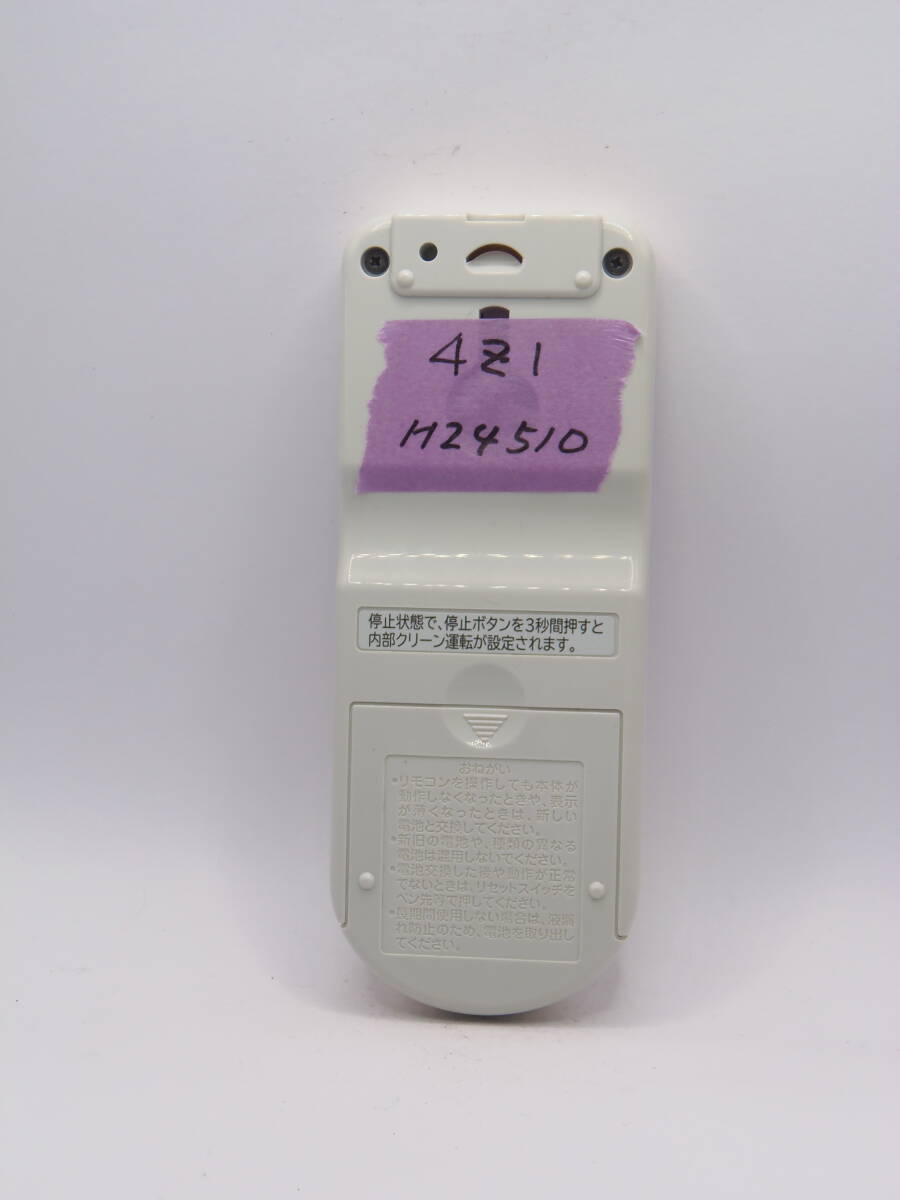 4Z1
H24510
停止状態で、停止ボタンを3秒間押すと
内部クリーン運転が設定されます。
おねがい
•リモコンを操作しても本体が
動作しなくなったときや、表示
が薄くなったときは、新しい
電池と交換してください。
•新旧の電池や、種類の異なる
電池は混用しないでください。
•電池交換した後や動作が正常
でないときは、リセットスイッチを
ペン先等で押してください。
•長期間使用しない場合は、液漏
れ防止のため、電池を取り出し
てください。